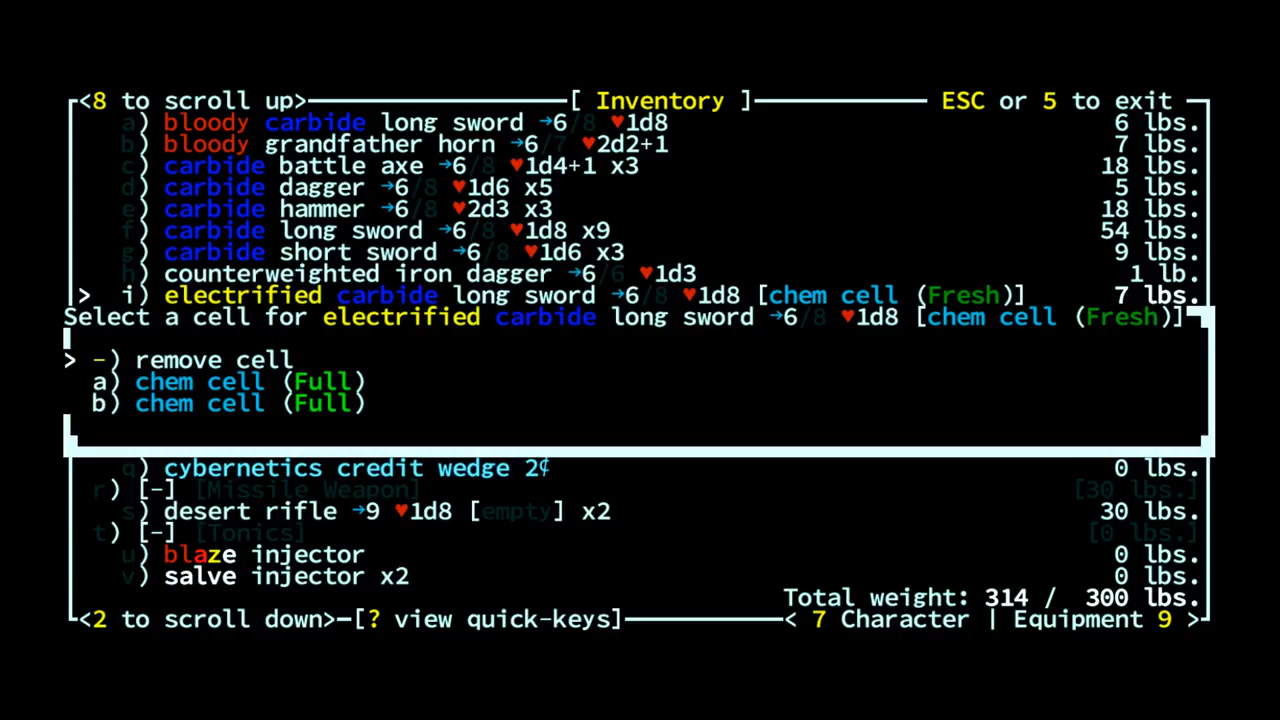 <8 to scroll up> [ Inventory ] ESC or 5 to exit
a) bloody carbide long sword →6/8 ♥1d8 6 lbs.
b) bloody grandfather horn →6/7 ♥2d2+1 7 lbs.
c) carbide battle axe →6/8 ♥1d4+1 x3 18 lbs.
d) carbide dagger →6/8 ♥1d6 x5 5 lbs.
e) carbide hammer →6/8 ♥2d3 x3 18 lbs.
f) carbide long sword →6/8 ♥1d8 x9 54 lbs.
g) carbide short sword →6/8 ♥1d6 x3 9 lbs.
h) counterweighted iron dagger →6/6 ♥1d3 1 lb.
> i) electrified carbide long sword →6/8 ♥1d8 [chem cell (Fresh)] 7 lbs.
Select a cell for electrified carbide long sword →6/8 ♥1d8 [chem cell (Fresh)]
> -) remove cell
a) chem cell (Full)
b) chem cell (Full)
q) cybernetics credit wedge 2¢ 0 lbs.
r) [-] [Missile Weapon] [30 lbs.]
s) desert rifle →9 ♥1d8 [empty] x2 30 lbs.
t) [-] [Tonics] [0 lbs.]
u) blaze injector 0 lbs.
v) salve injector x2 0 lbs.
Total weight: 314 / 300 lbs.
<2 to scroll down> [? view quick-keys] < 7 Character | Equipment 9 >